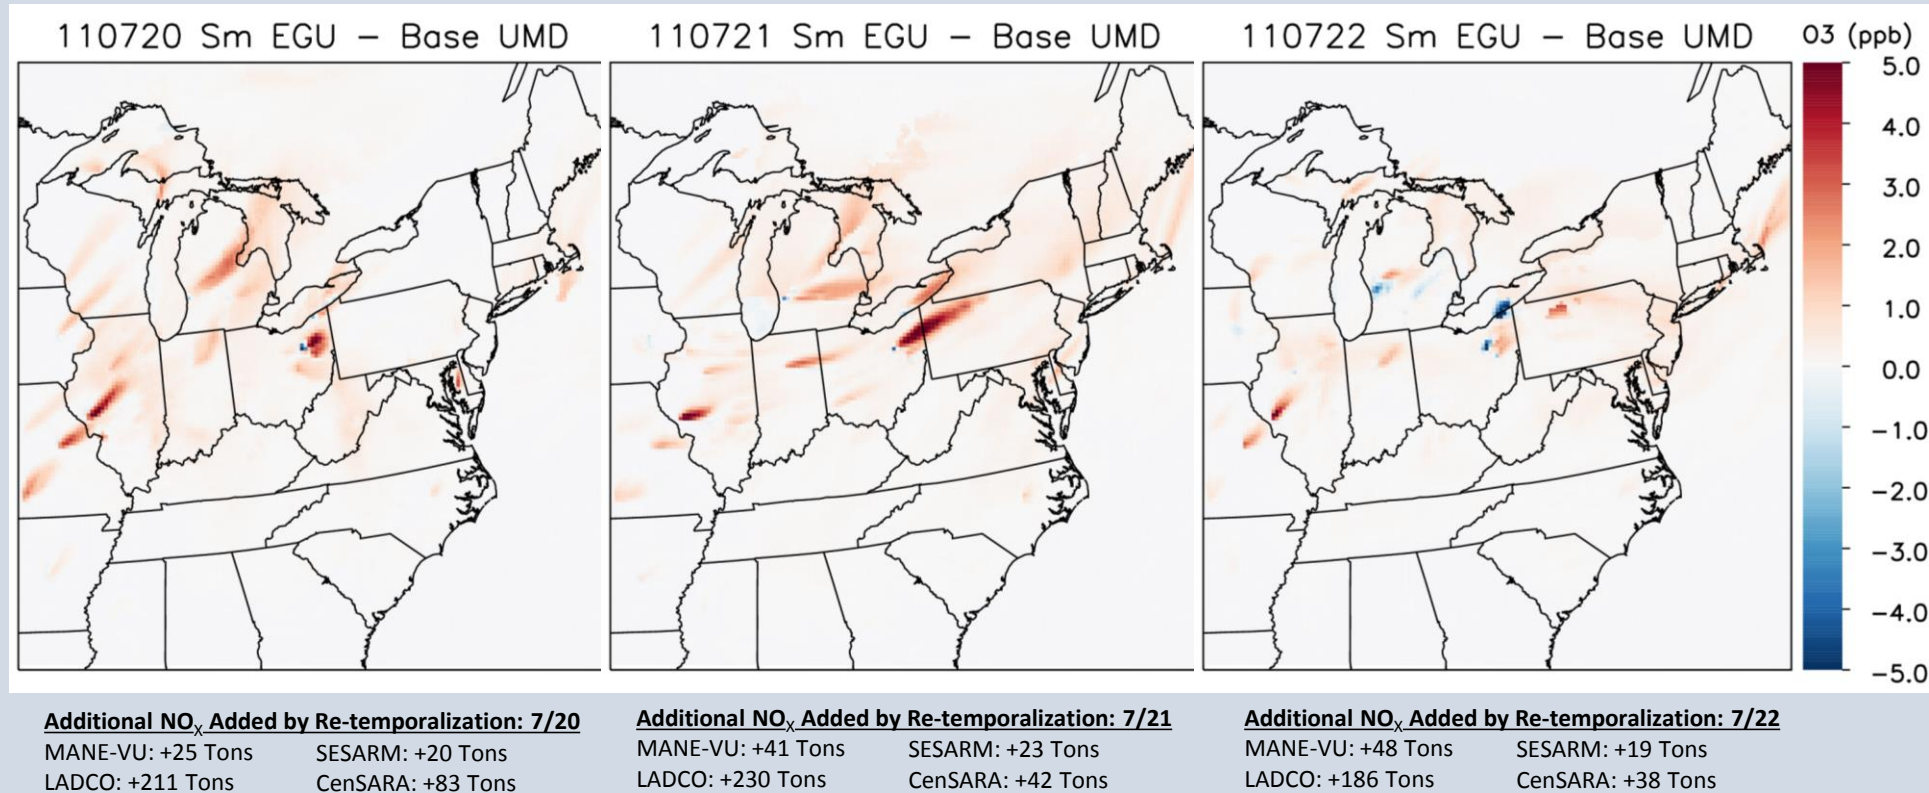 110720 Sm EGU – Base UMD
110721 Sm EGU – Base UMD
110722 Sm EGU – Base UMD
O3 (ppb)
5.0
4.0
3.0
2.0
1.0
0.0
−1.0
−2.0
−3.0
−4.0
−5.0
Additional NOX Added by Re-temporalization: 7/20
MANE-VU: +25 Tons SESARM: +20 Tons
LADCO: +211 Tons CenSARA: +83 Tons
Additional NOX Added by Re-temporalization: 7/21
MANE-VU: +41 Tons SESARM: +23 Tons
LADCO: +230 Tons CenSARA: +42 Tons
Additional NOX Added by Re-temporalization: 7/22
MANE-VU: +48 Tons SESARM: +19 Tons
LADCO: +186 Tons CenSARA: +38 Tons